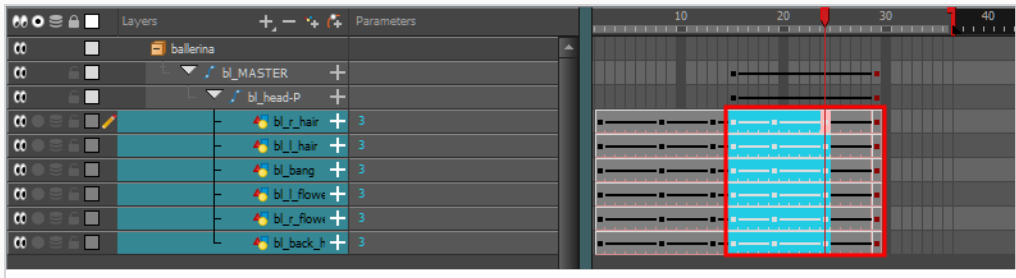 Layers Parameters 10 20 30 40
ballerina
bl_MASTER
bl_head-P
bl_r_hair 3
bl_l_hair 3
bl_bang 3
bl_l_flowe 3
bl_r_flowe 3
bl_back_h 3